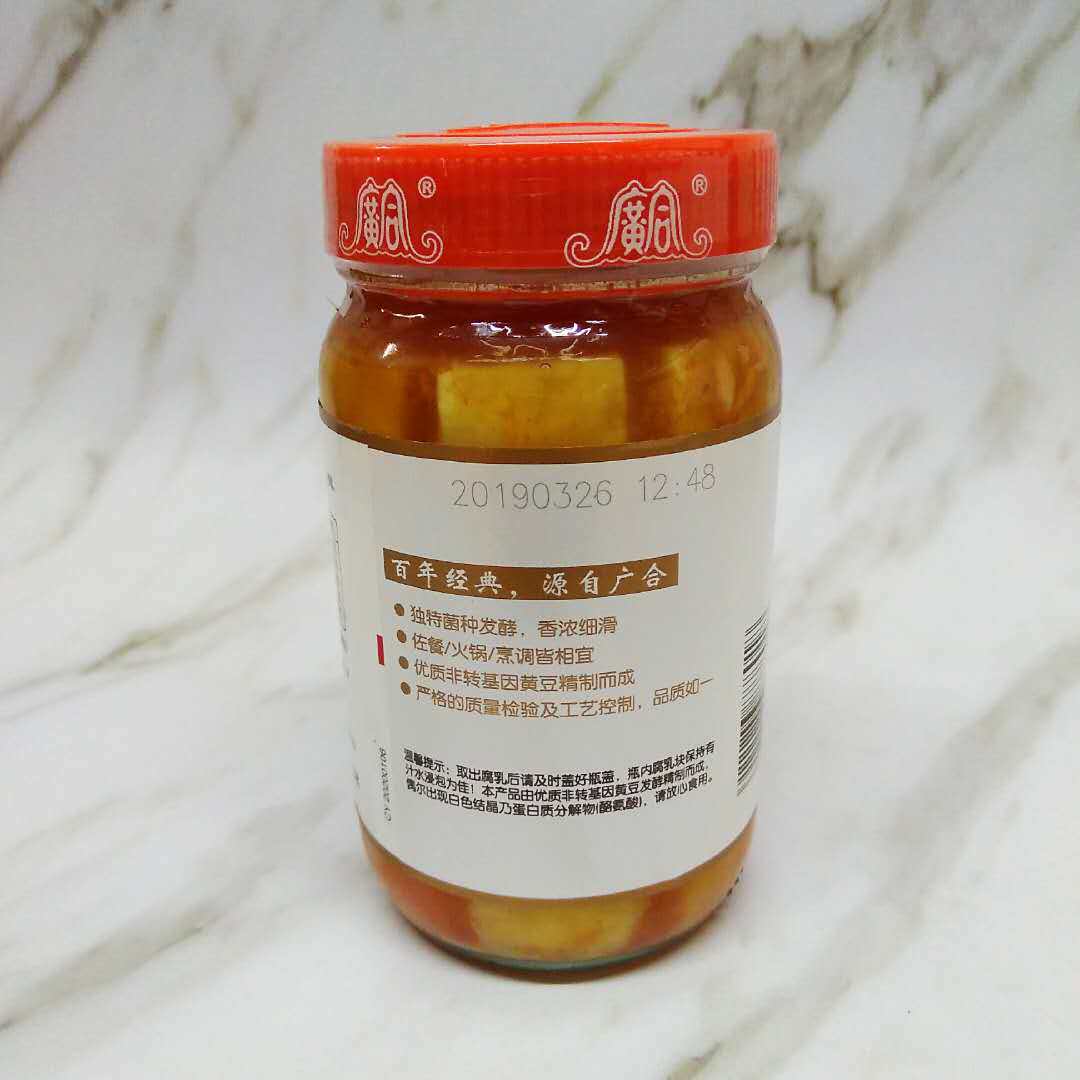 廣合® 廣合®
20190326 12:48
百年经典，源自广合
● 独特菌种发酵，香浓细滑
● 佐餐/火锅/烹调皆相宜
● 优质非转基因黄豆精制而成
● 严格的质量检验及工艺控制，品质如一
温馨提示：取出腐乳后请及时盖好瓶盖，瓶内腐乳块保持有
汁水浸泡为佳！本产品由优质非转基因黄豆发酵精制而成，
偶尔出现白色结晶乃蛋白质分解物(酪氨酸)，请放心食用。